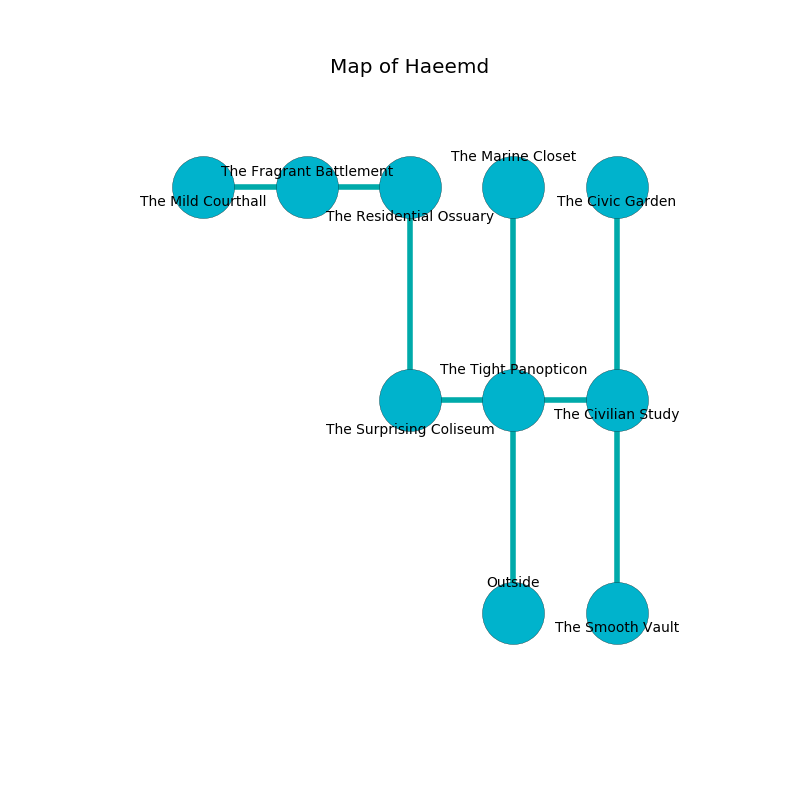 Map of Haeemd
The Marine Closet
The Fragrant Battlement
The Mild Courthall
The Civic Garden
The Residential Ossuary
The Tight Panopticon
The Civilian Study
The Surprising Coliseum
Outside
The Smooth Vault